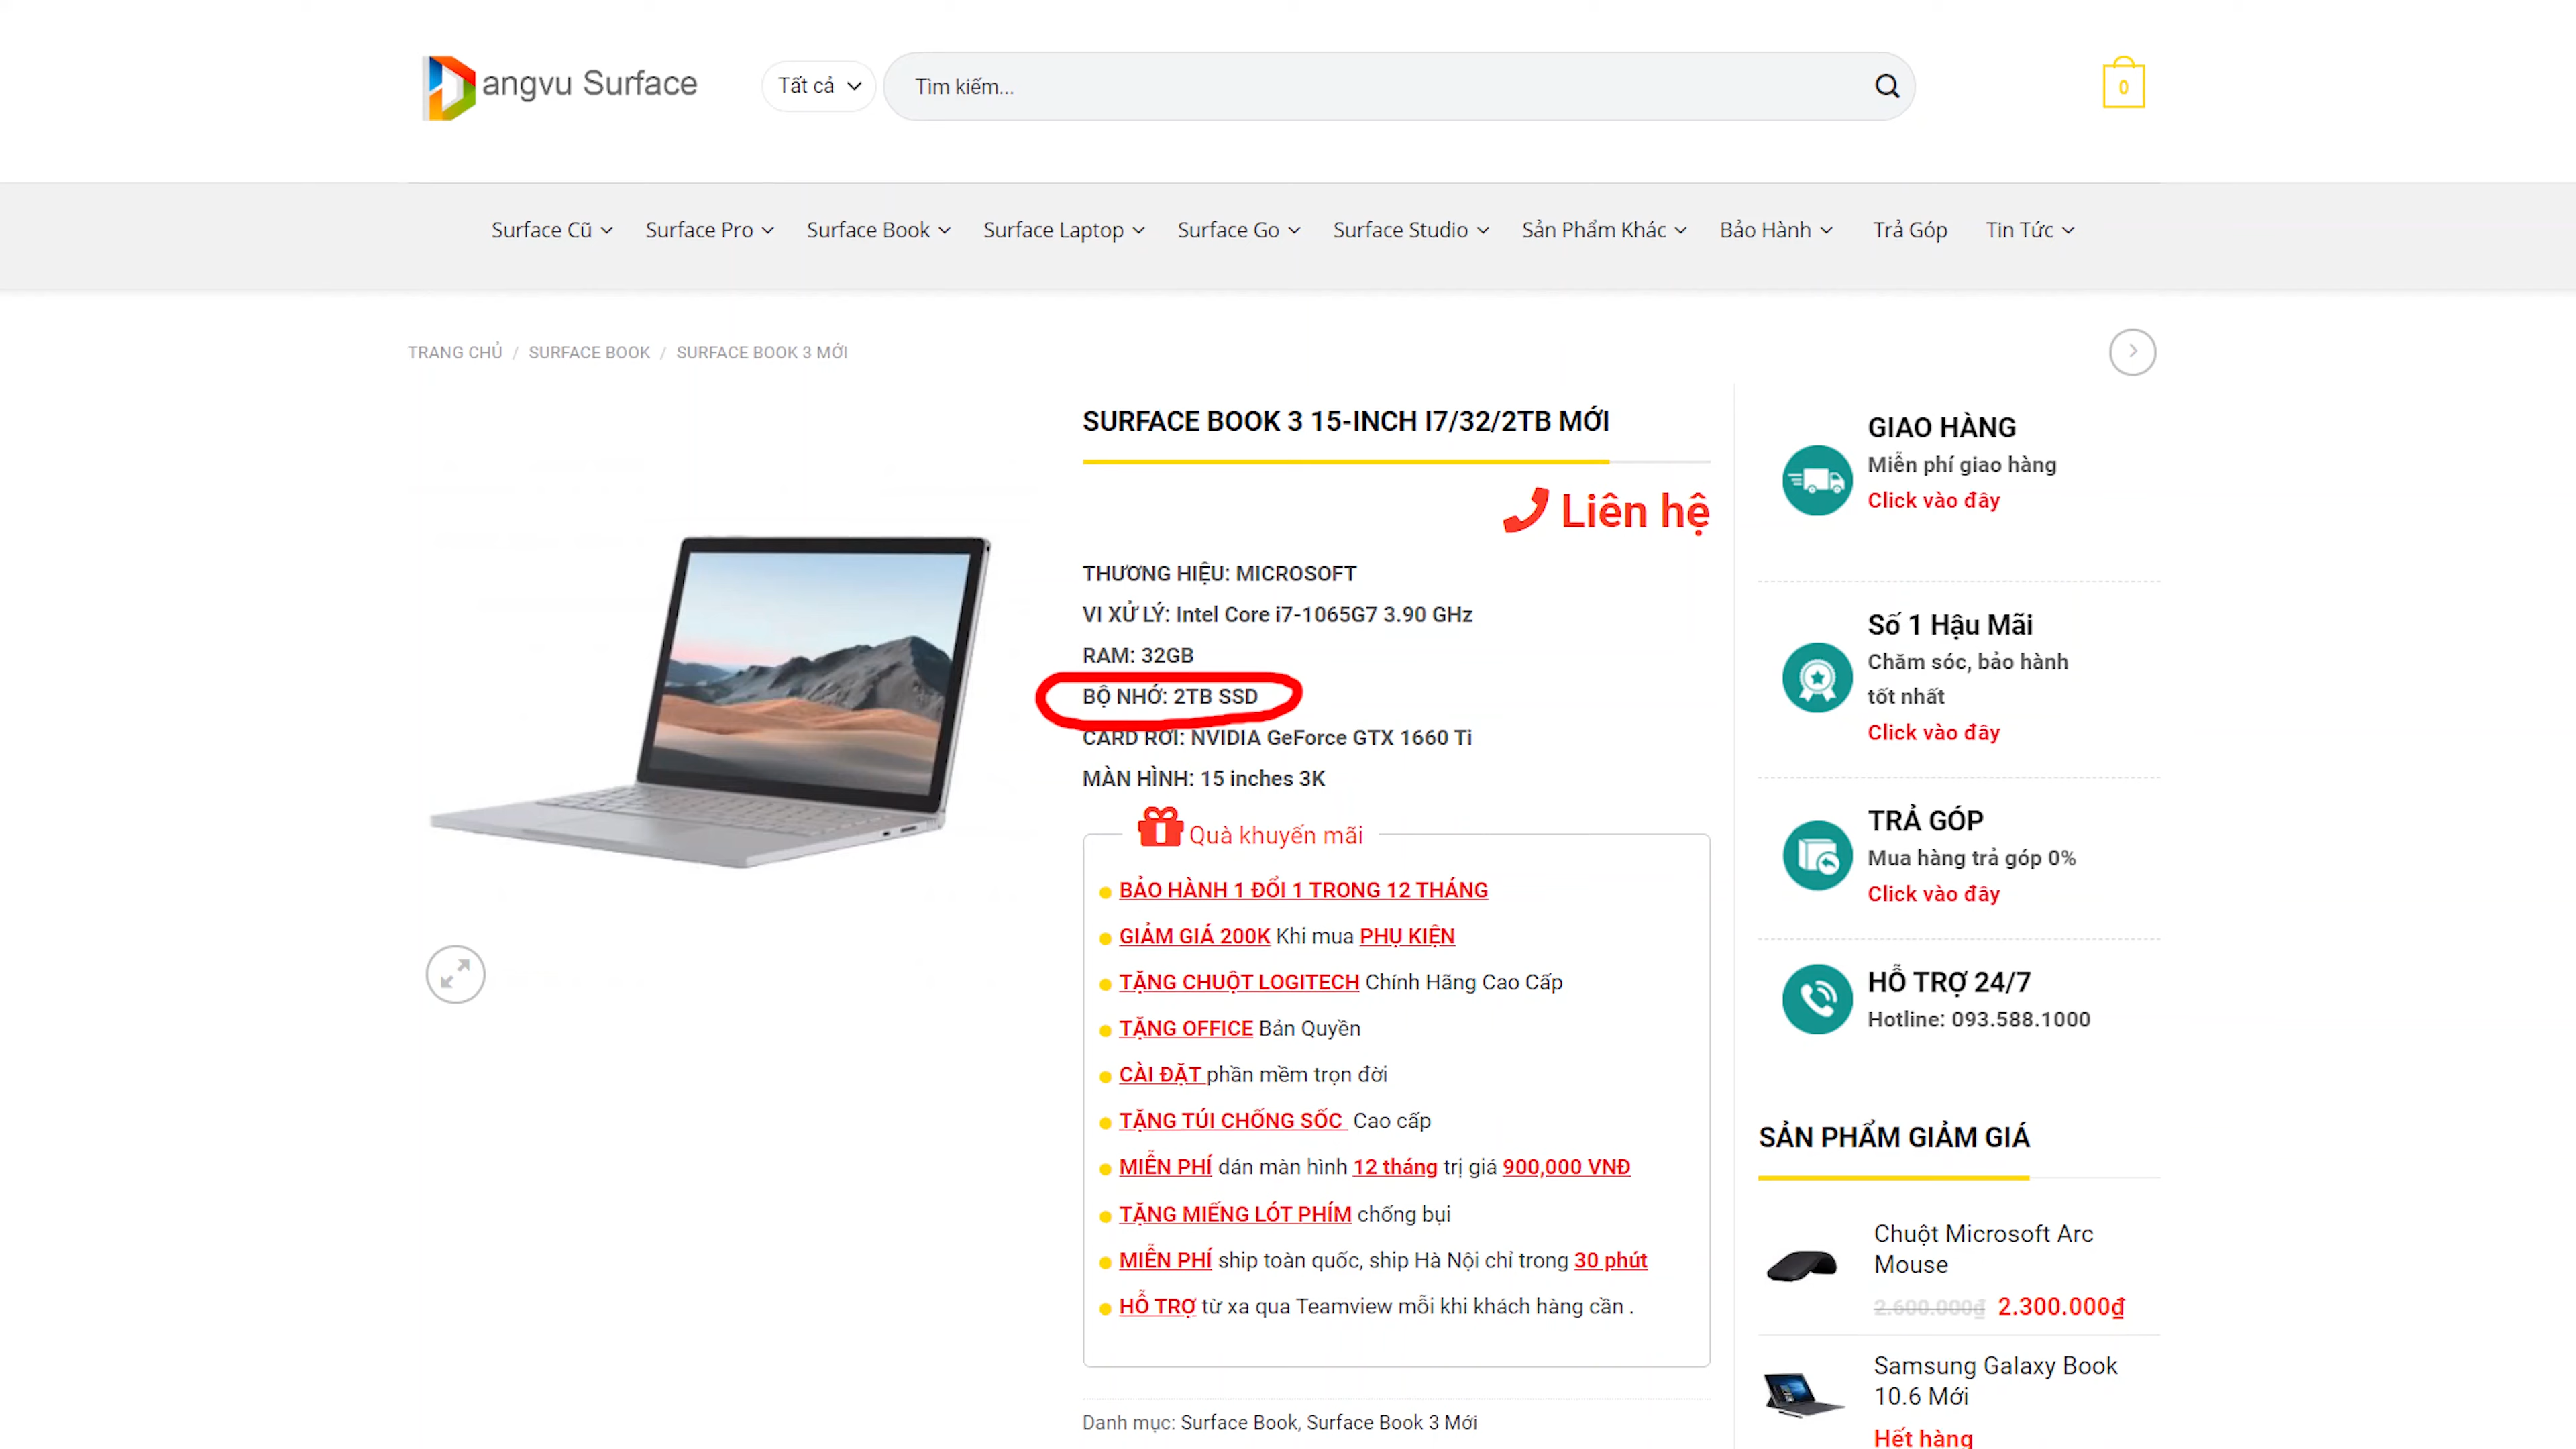 angvu Surface
Tất cả
Tìm kiếm...
0
Surface Cũ
Surface Pro
Surface Book
Surface Laptop
Surface Go
Surface Studio
Sản Phẩm Khác
Bảo Hành
Trả Góp
Tin Tức
TRANG CHỦ / SURFACE BOOK / SURFACE BOOK 3 MỚI
SURFACE BOOK 3 15-INCH I7/32/2TB MỚI
Liên hệ
THƯƠNG HIỆU: MICROSOFT
VI XỬ LÝ: Intel Core i7-1065G7 3.90 GHz
RAM: 32GB
BỘ NHỚ: 2TB SSD
CARD RỜI: NVIDIA GeForce GTX 1660 Ti
MÀN HÌNH: 15 inches 3K
Quà khuyến mãi
BẢO HÀNH 1 ĐỔI 1 TRONG 12 THÁNG
GIẢM GIÁ 200K Khi mua PHỤ KIỆN
TẶNG CHUỘT LOGITECH Chính Hãng Cao Cấp
TẶNG OFFICE Bản Quyền
CÀI ĐẶT phần mềm trọn đời
TẶNG TÚI CHỐNG SỐC Cao cấp
MIỄN PHÍ dán màn hình 12 tháng trị giá 900,000 VNĐ
TẶNG MIẾNG LÓT PHÍM chống bụi
MIỄN PHÍ ship toàn quốc, ship Hà Nội chỉ trong 30 phút
HỖ TRỢ từ xa qua Teamview mỗi khi khách hàng cần .
Danh mục: Surface Book, Surface Book 3 Mới
GIAO HÀNG
Miễn phí giao hàng
Click vào đây
Số 1 Hậu Mãi
Chăm sóc, bảo hành
tốt nhất
Click vào đây
TRẢ GÓP
Mua hàng trả góp 0%
Click vào đây
HỖ TRỢ 24/7
Hotline: 093.588.1000
SẢN PHẨM GIẢM GIÁ
Chuột Microsoft Arc
Mouse
2.600.000₫ 2.300.000₫
Samsung Galaxy Book
10.6 Mới
Hết hàng